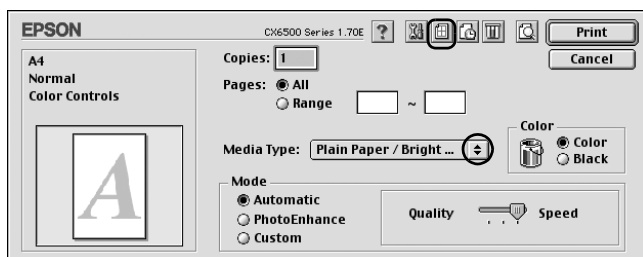 EPSON
CX6500 Series 1.70E ?
Print
Cancel
A4
Normal
Color Controls
A
Copies: 1
Pages: All
Range ~
Media Type: Plain Paper / Bright ...
Color
Color
Black
Mode
Automatic
PhotoEnhance
Custom
Quality Speed